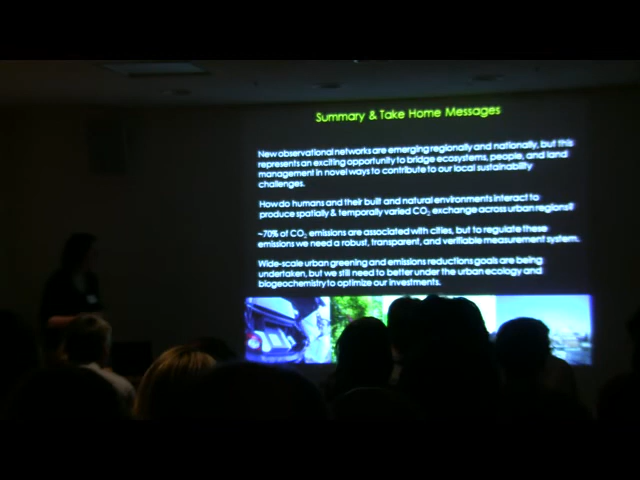 Summary & Take Home Messages
New observational networks are emerging regionally and nationally, but this
represents an exciting opportunity to bridge ecosystems, people, and land
management in novel ways to contribute to our local sustainability
challenges.
How do humans and their built and natural environments interact to
produce spatially & temporally varied CO₂ exchange across urban regions?
~70% of CO₂ emissions are associated with cities, but to regulate these
emissions we need a robust, transparent, and verifiable measurement system.
Wide-scale urban greening and emissions reductions goals are being
undertaken, but we still need to better under the urban ecology and
biogeochemistry to optimize our investments.